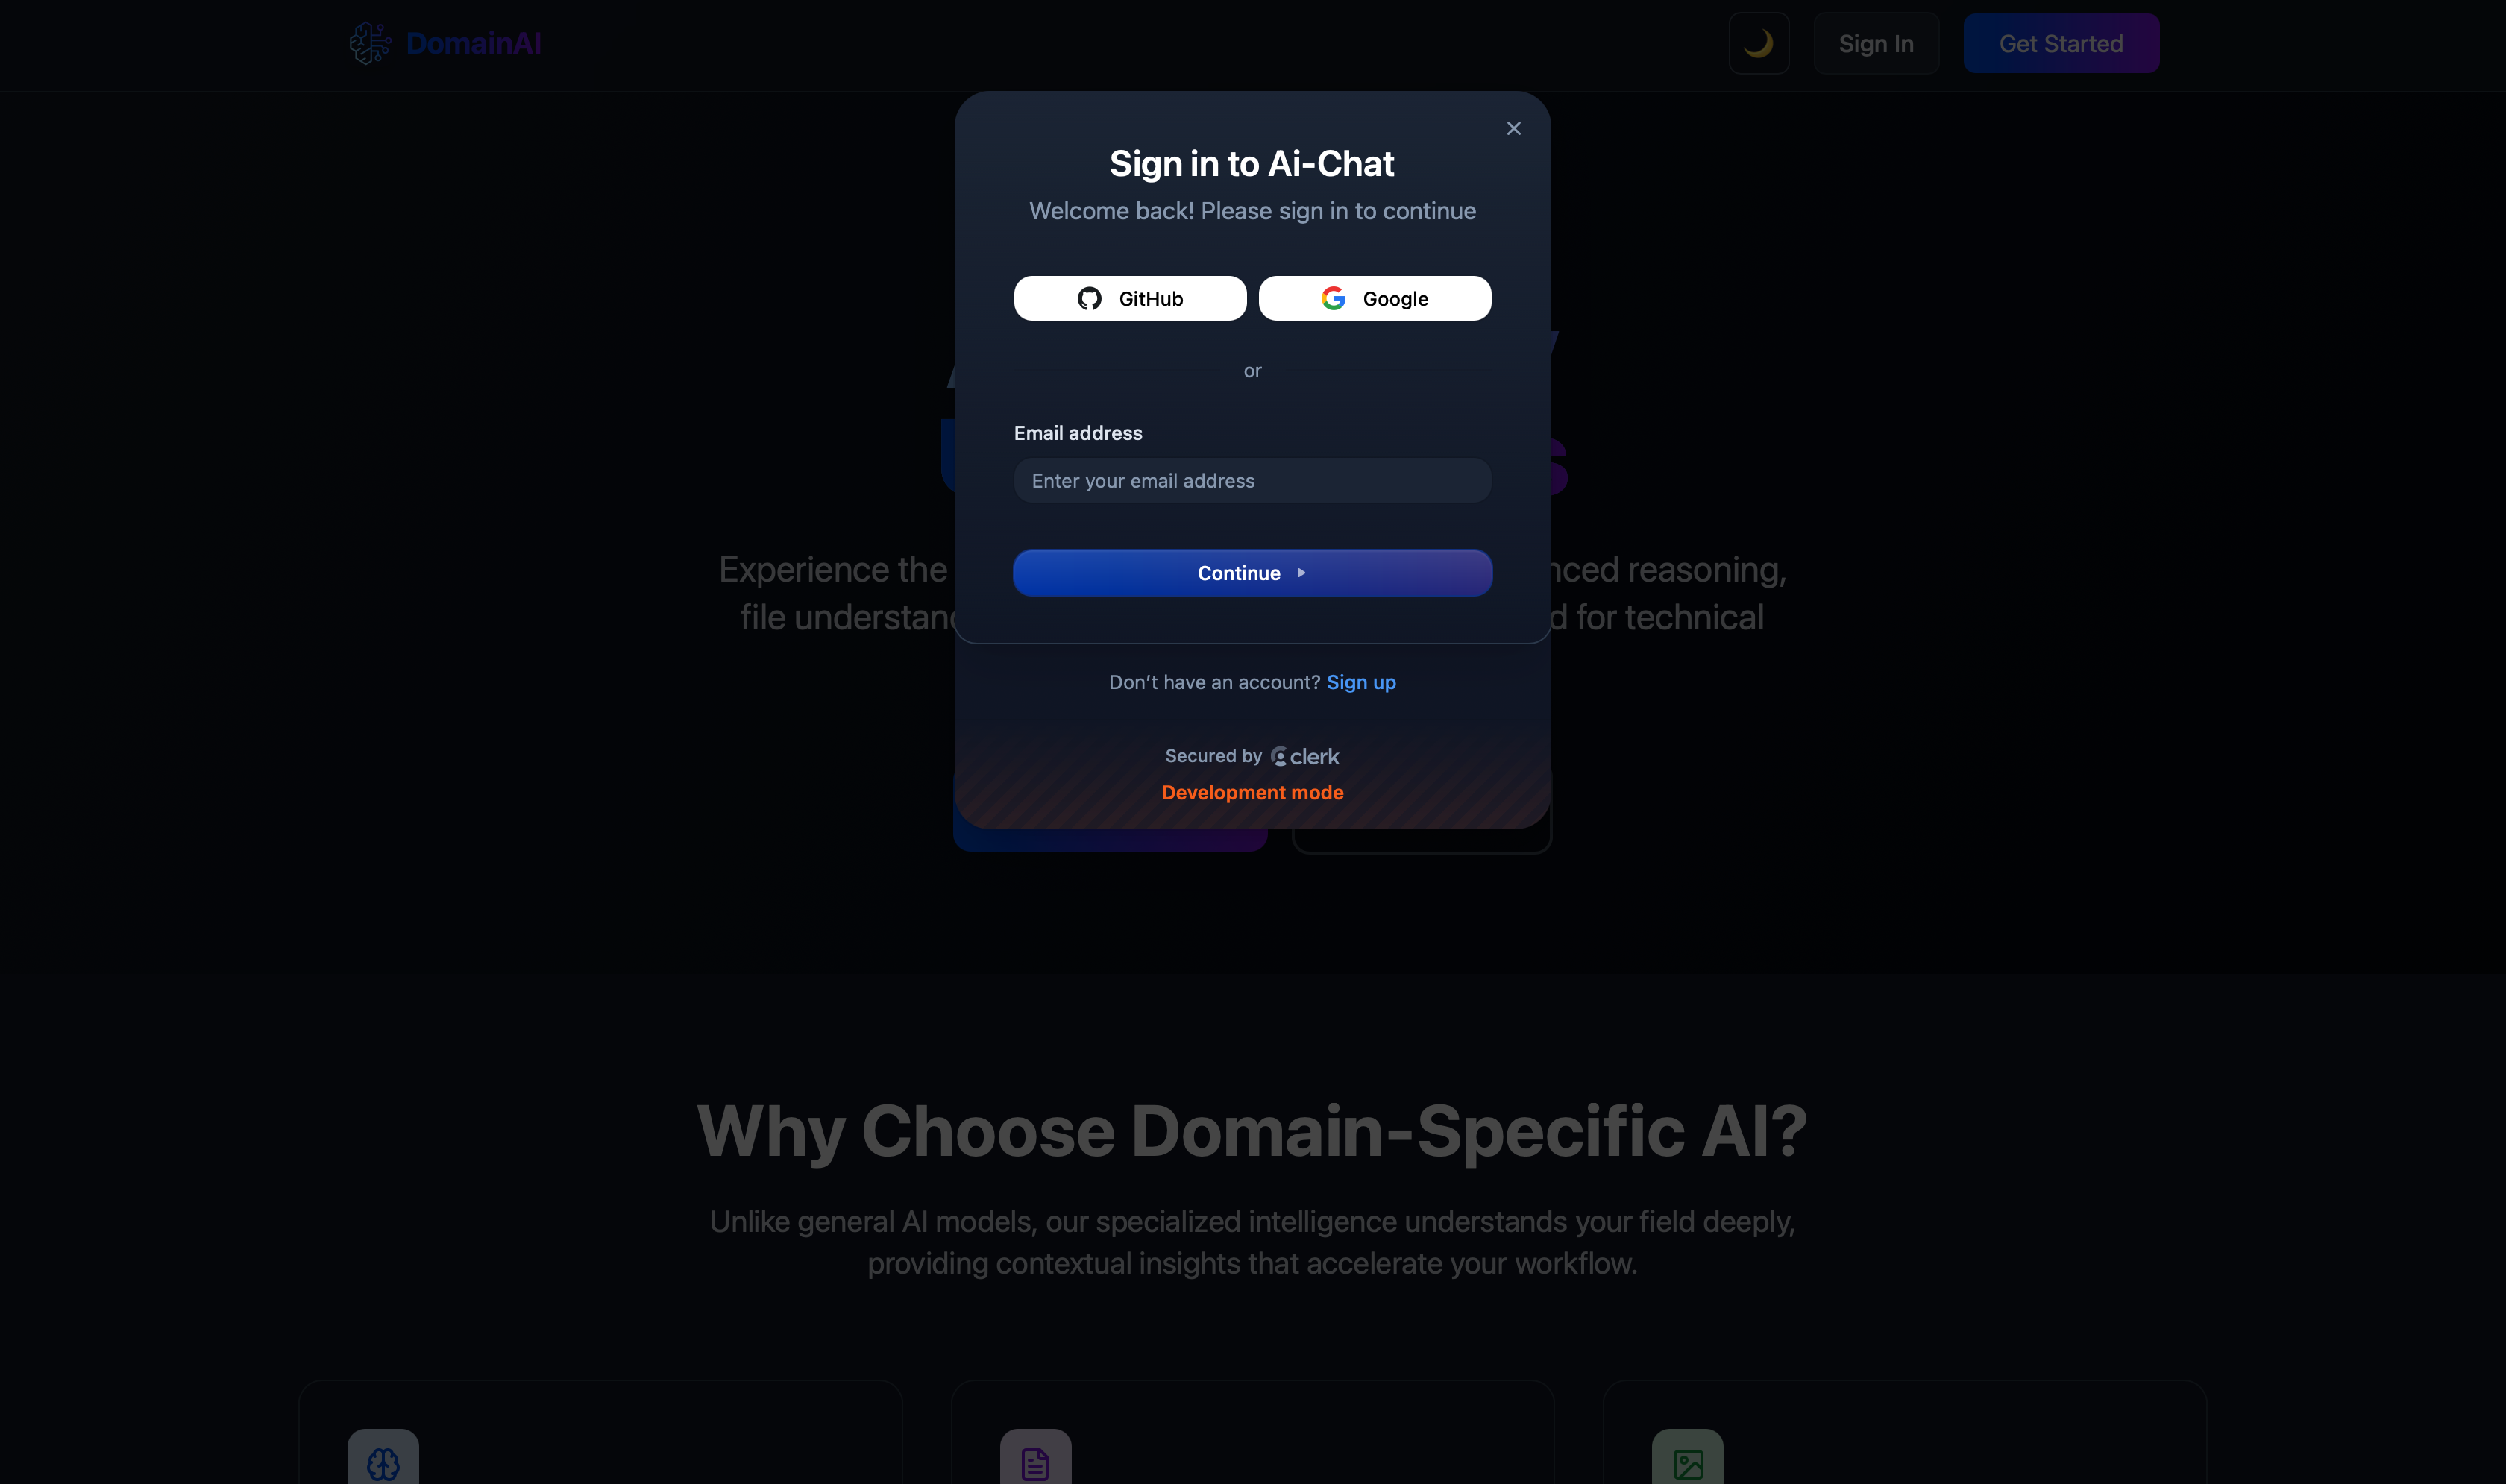 DomainAI
Sign In
Get Started
Sign in to Ai-Chat
Welcome back! Please sign in to continue
GitHub
Google
or
Email address
Enter your email address
Continue
Experience the
nced reasoning,
file understand
d for technical
Don't have an account? Sign up
Secured by clerk
Development mode
Why Choose Domain-Specific AI?
Unlike general AI models, our specialized intelligence understands your field deeply,
providing contextual insights that accelerate your workflow.